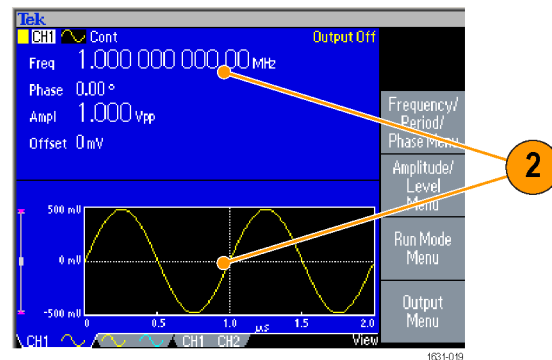 Tek
CH1 Cont Output Off
Freq 1.000 000 000 00 MHz
Phase 0.00 °
Ampl 1.000 Vpp
Offset 0 mV
Frequency/
Period/
Phase Menu
Amplitude/
Level
Menu
Run Mode
Menu
Output
Menu
2
500 mV
0 mV
-500 mV
0 0.5 1.0 μs 1.5 2.0
CH1 CH1 CH2 View
1631-019